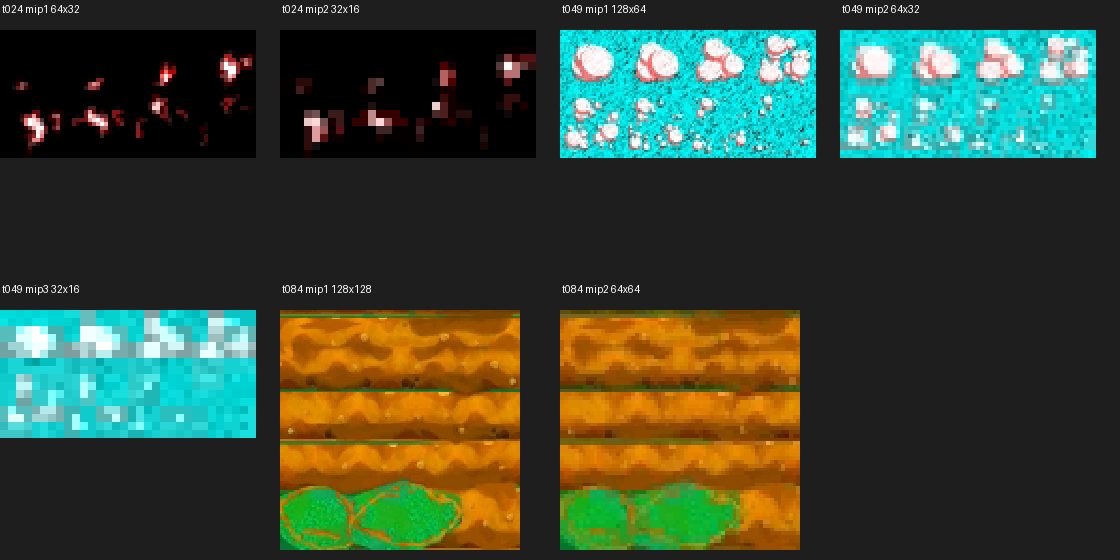 t024 mip1 64x32
t024 mip2 32x16
t049 mip1 128x64
t049 mip2 64x32
t049 mip3 32x16
t084 mip1 128x128
t084 mip2 64x64